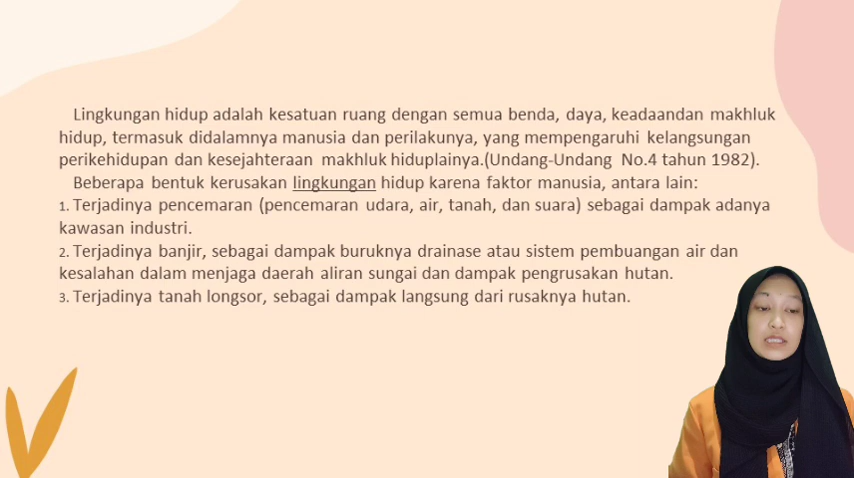 Lingkungan hidup adalah kesatuan ruang dengan semua benda, daya, keadaandan makhluk
hidup, termasuk didalamnya manusia dan perilakunya, yang mempengaruhi kelangsungan
perikehidupan dan kesejahteraan makhluk hiduplainya.(Undang-Undang No.4 tahun 1982).
Beberapa bentuk kerusakan lingkungan hidup karena faktor manusia, antara lain:
1. Terjadinya pencemaran (pencemaran udara, air, tanah, dan suara) sebagai dampak adanya
kawasan industri.
2. Terjadinya banjir, sebagai dampak buruknya drainase atau sistem pembuangan air dan
kesalahan dalam menjaga daerah aliran sungai dan dampak pengrusakan hutan.
3. Terjadinya tanah longsor, sebagai dampak langsung dari rusaknya hutan.